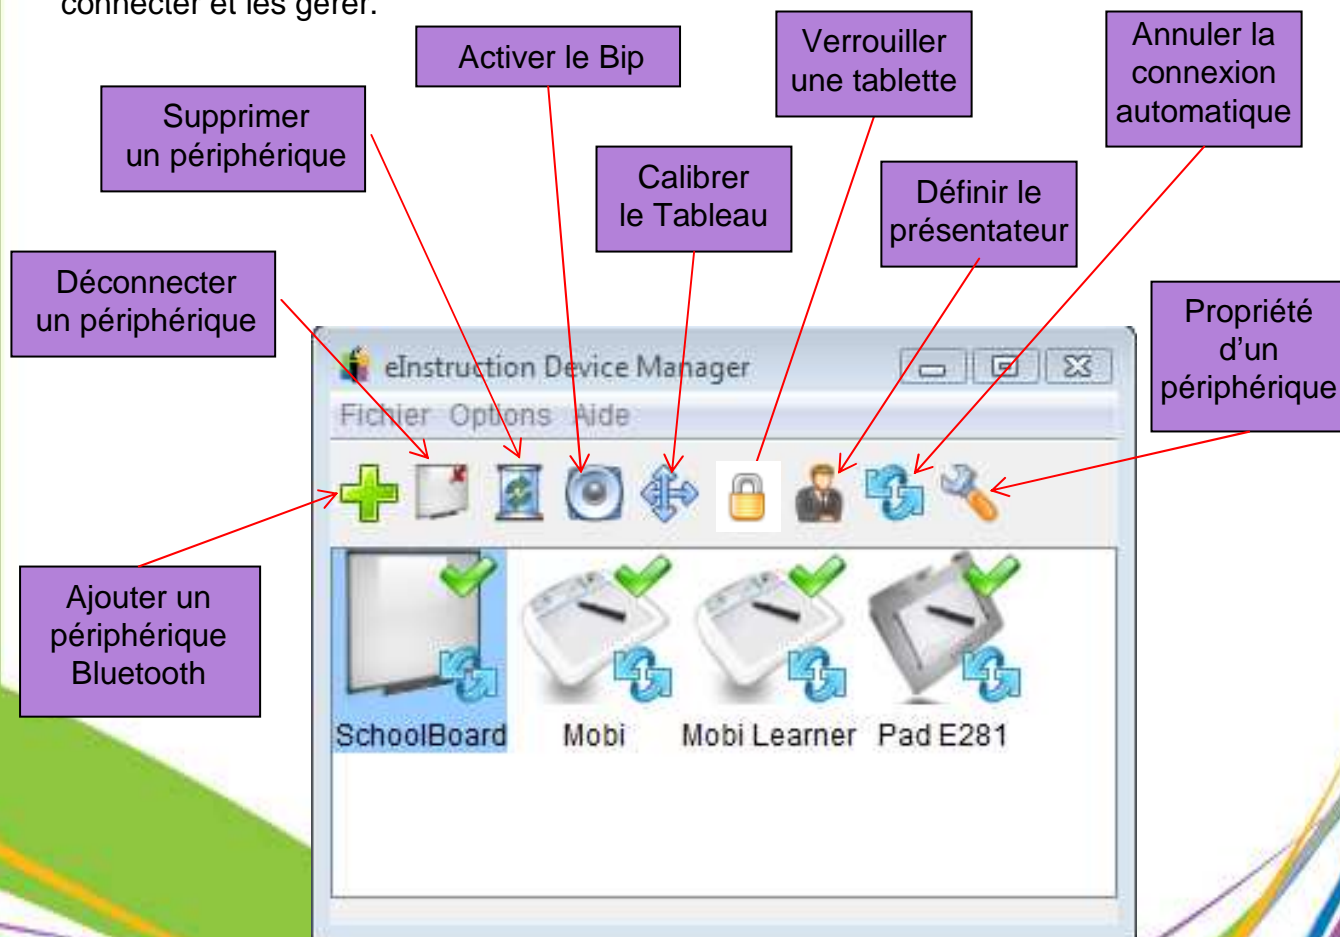 connecter et les gérer.
Activer le Bip
Verrouiller
une tablette
Annuler la
connexion
automatique
Supprimer
un périphérique
Calibrer
le Tableau
Définir le
présentateur
Déconnecter
un périphérique
Propriété
d’un
périphérique
eInstruction Device Manager
Fichier Options Aide
Ajouter un
périphérique
Bluetooth
SchoolBoard Mobi Mobi Learner Pad E281